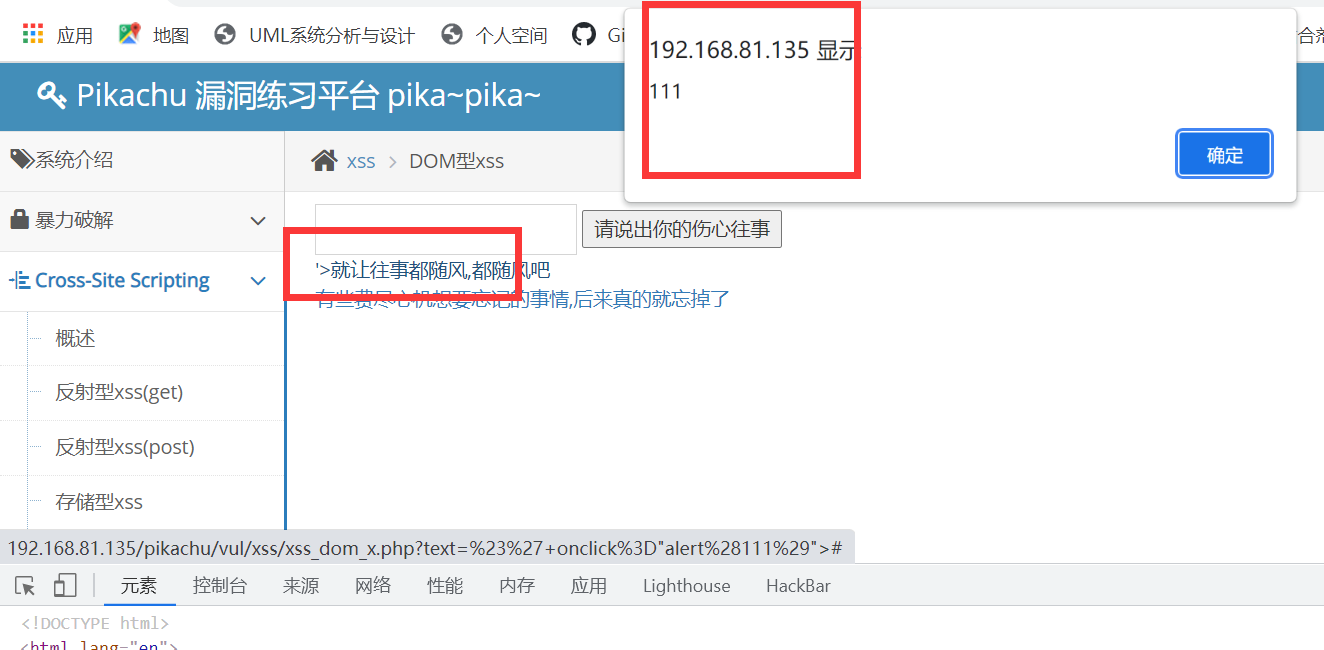 应用 地图 UML系统分析与设计 个人空间
192.168.81.135 显示
111
确定
Pikachu 漏洞练习平台 pika~pika~
系统介绍
xss > DOM型xss
暴力破解
请说出你的伤心往事
'>就让往事都随风,都随风吧
Cross-Site Scripting
有些费尽心机想要忘记的事情,后来真的就忘掉了
概述
反射型xss(get)
反射型xss(post)
存储型xss
192.168.81.135/pikachu/vul/xss/xss_dom_x.php?text=%23%27+onclick%3D"alert%28111%29">#
元素 控制台 来源 网络 性能 内存 应用 Lighthouse HackBar
<!DOCTYPE html>
<html lang="en">